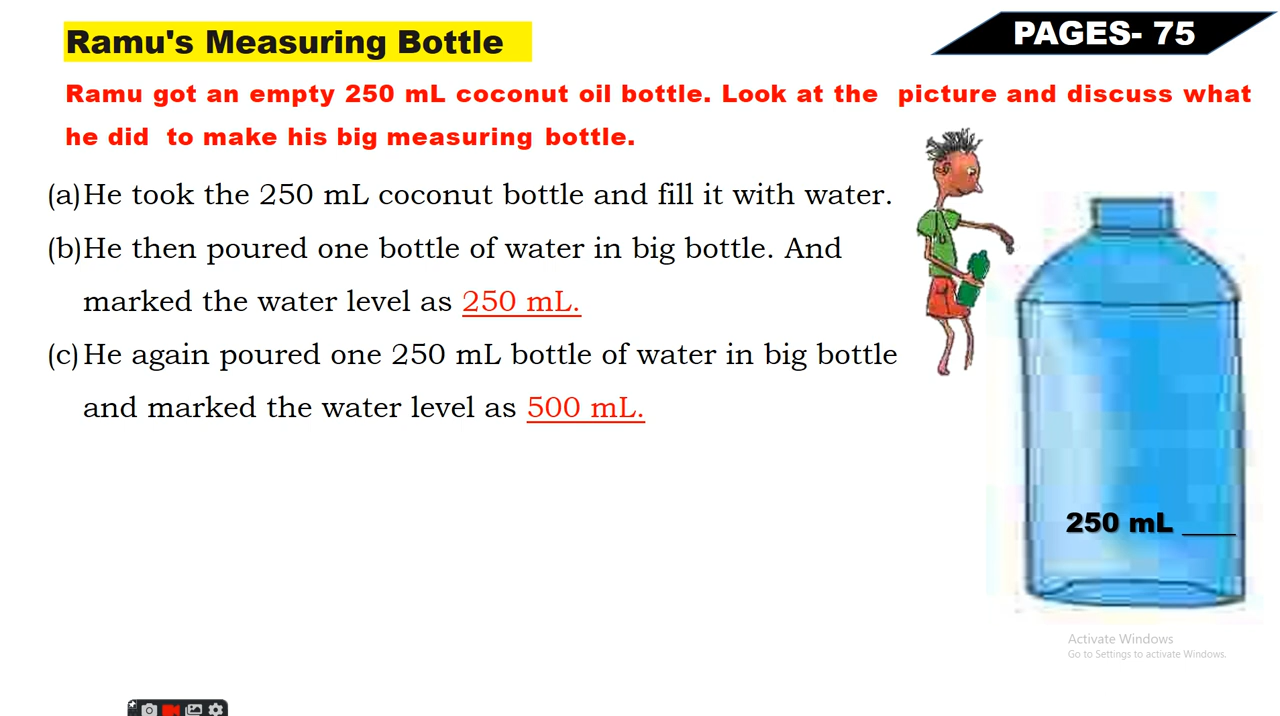 Ramu's Measuring Bottle
PAGES- 75
Ramu got an empty 250 mL coconut oil bottle. Look at the picture and discuss what
he did to make his big measuring bottle.
(a) He took the 250 mL coconut bottle and fill it with water.
(b) He then poured one bottle of water in big bottle. And
marked the water level as 250 mL.
(c) He again poured one 250 mL bottle of water in big bottle
and marked the water level as 500 mL.
250 mL ____
Activate Windows
Go to Settings to activate Windows.